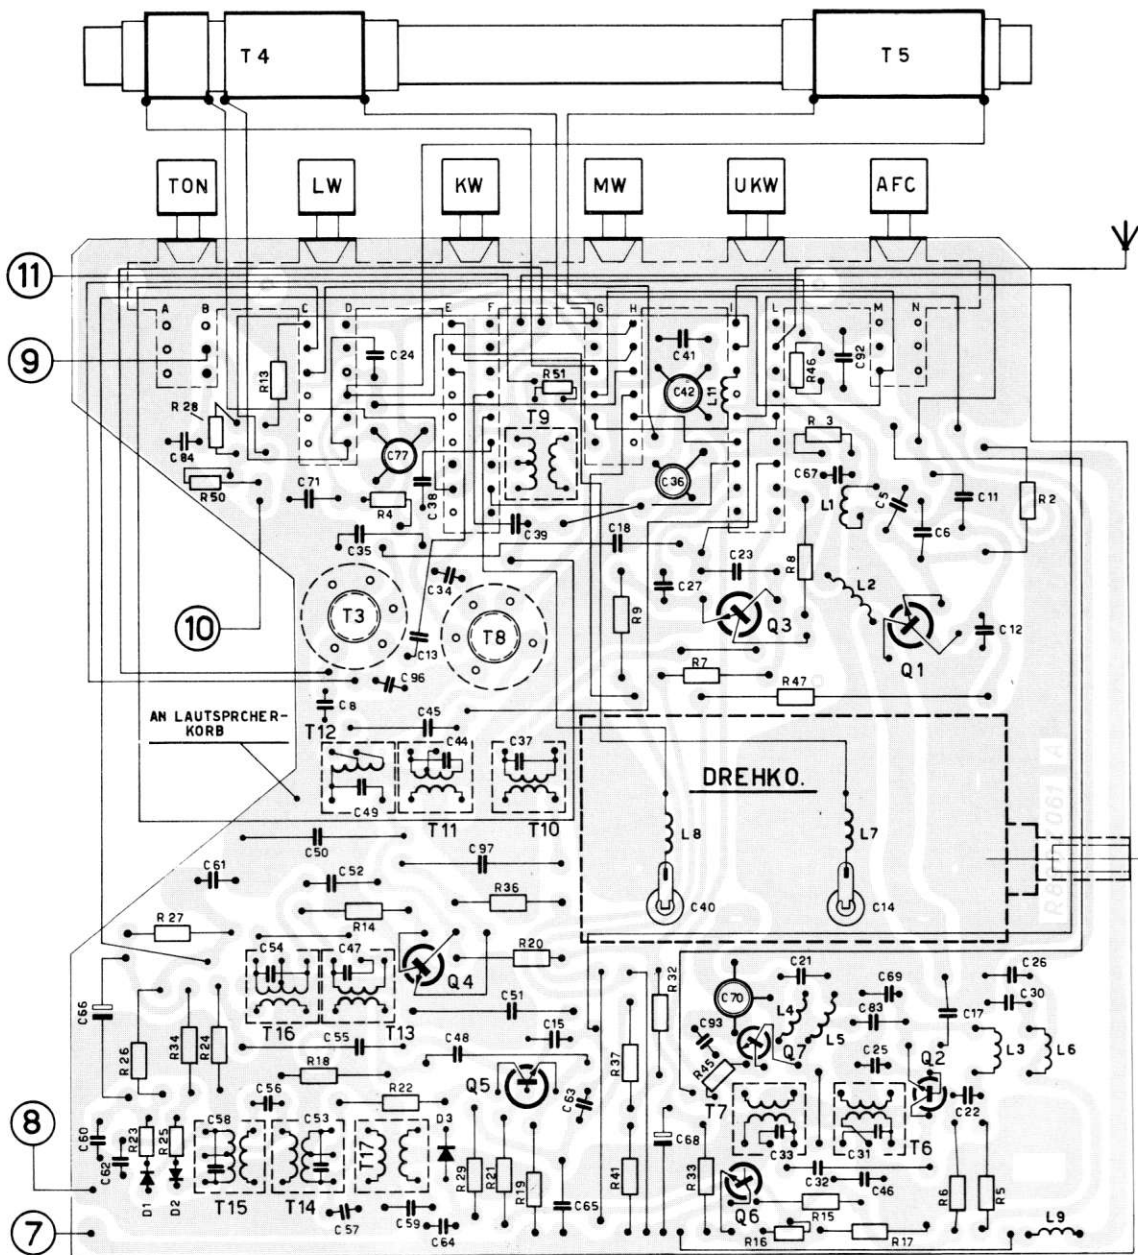 T4 T5
TON LW KW MW UKW AFC
11
A B C D E F G H I L M N
9
R13 C24 R51 C41 C42 L11 R46 C92
R28 T9 R3
C84 C77 C36 C67
R50 C71 R4 C38 L1 C5 C11 R2
C39 C18 C6
C35 C23 R8
C34 C27 L2
10 T3 T8 R9 Q3 C12
C13 Q1
C96 R7 R47
C8
AN LAUTSPRCHER-
KORB
T12 C45
C44 C37 DREHKO.
C49 T11 T10
L8 L7
C50 C97
C61 C52
R36
R14 C40 C14
R27
C54 C47 R20 C21 C69 C26
Q4 R32 C70 C30
C66 C51 L4 C83 C17
T16 T13 C93 L5
R26 R34 R24 C55 C48 C15 R37 Q7 C25 Q2 L3 L6
R18 Q5 R45
C56 R22 C63 T7 C22
8 C58 C53 D3
C60 R23 R25 T17 C68 C33 C31 T6
C62 R29 R21 R19 R41 R33 C32 C46 R6 R5
D1 D2 T15 T14 C65 Q6
C57 C59 R15
7 C64 R16 R17 L9